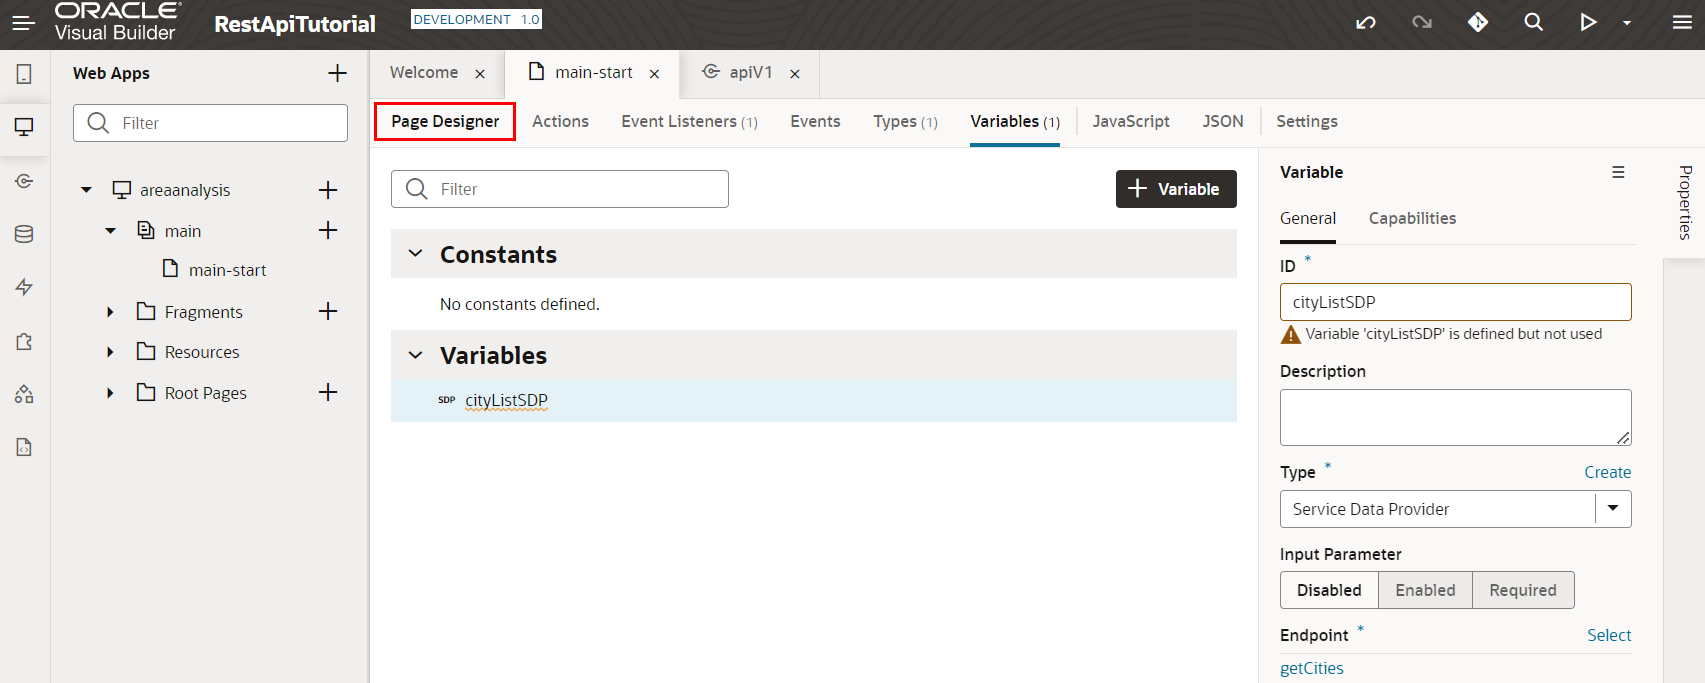 ORACLE
Visual Builder
RestApiTutorial
DEVELOPMENT 1.0
Web Apps
Filter
areaanalysis
main
main-start
Fragments
Resources
Root Pages
Welcome
main-start
apiV1
Page Designer
Actions
Event Listeners (1)
Events
Types (1)
Variables (1)
JavaScript
JSON
Settings
Filter
Variable
Constants
No constants defined.
Variables
SDP cityListSDP
Variable
General
Capabilities
ID *
cityListSDP
Variable 'cityListSDP' is defined but not used
Description
Type *
Create
Service Data Provider
Input Parameter
Disabled
Enabled
Required
Endpoint *
Select
getCities
Properties